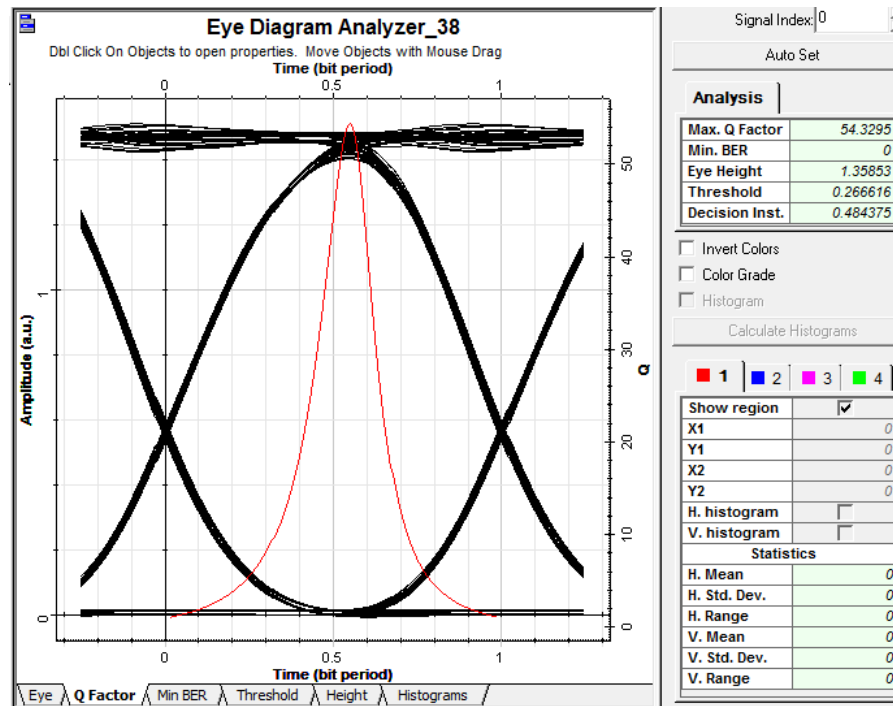 Eye Diagram Analyzer_38
Dbl Click On Objects to open properties. Move Objects with Mouse Drag
Time (bit period)
0 0.5 1
Amplitude (a.u.)
1
0
50
40
30
20
10
0
Q
0 0.5 1
Time (bit period)
Eye Q Factor Min BER Threshold Height Histograms
Signal Index: 0
Auto Set
Analysis
Max. Q Factor 54.3295
Min. BER 0
Eye Height 1.35853
Threshold 0.266616
Decision Inst. 0.484375
Invert Colors
Color Grade
Histogram
Calculate Histograms
1 2 3 4
Show region
X1 0
Y1 0
X2 0
Y2 0
H. histogram
V. histogram
Statistics
H. Mean 0
H. Std. Dev. 0
H. Range 0
V. Mean 0
V. Std. Dev. 0
V. Range 0